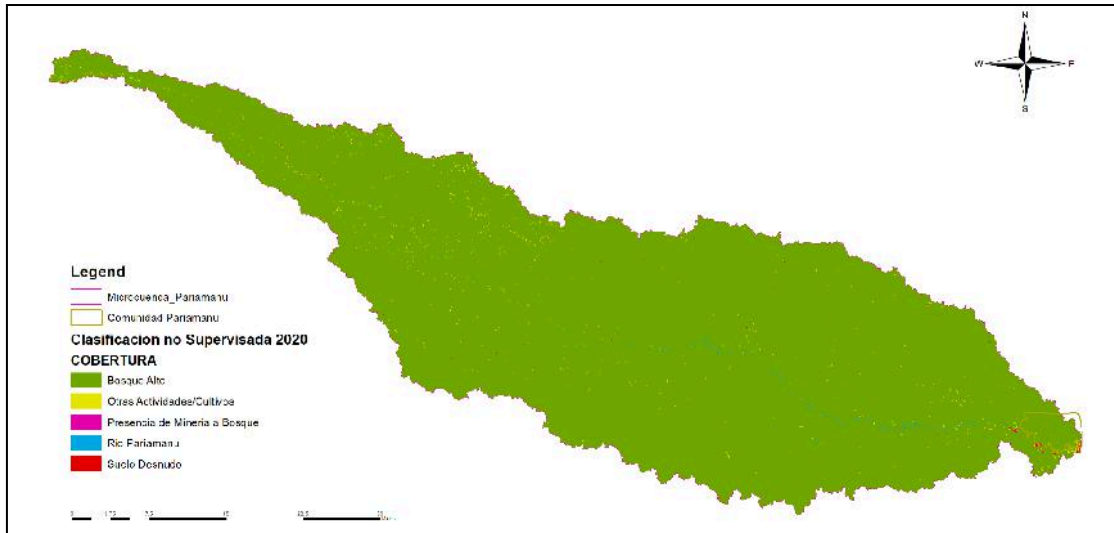 N
W
E
S
Legend
Microcuenca_Pariamanu
Comunidad Pariamanu
Clasificacion no Supervisada 2020
COBERTURA
Bosque Alto
Otras Actividades/Cultivos
Presencia de Mineria a Bosque
Rio Pariamanu
Suelo Desnudo